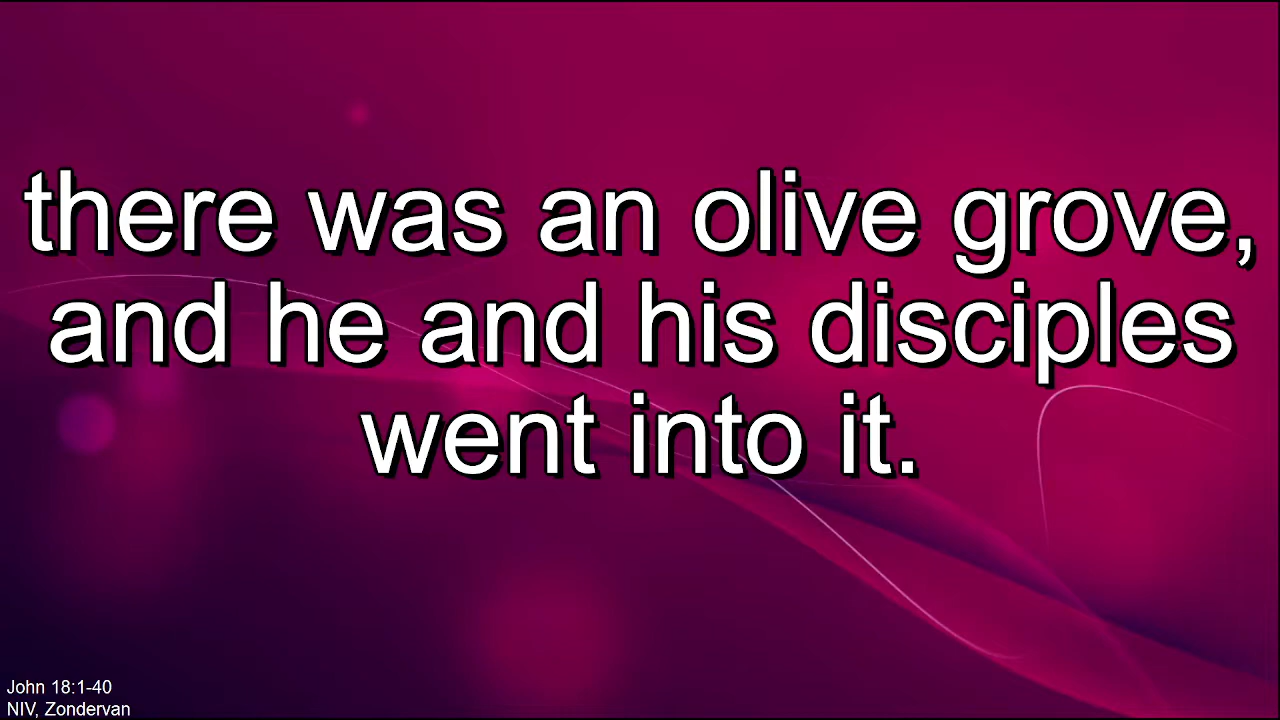 there was an olive grove,
and he and his disciples
went into it.
John 18:1-40
NIV, Zondervan